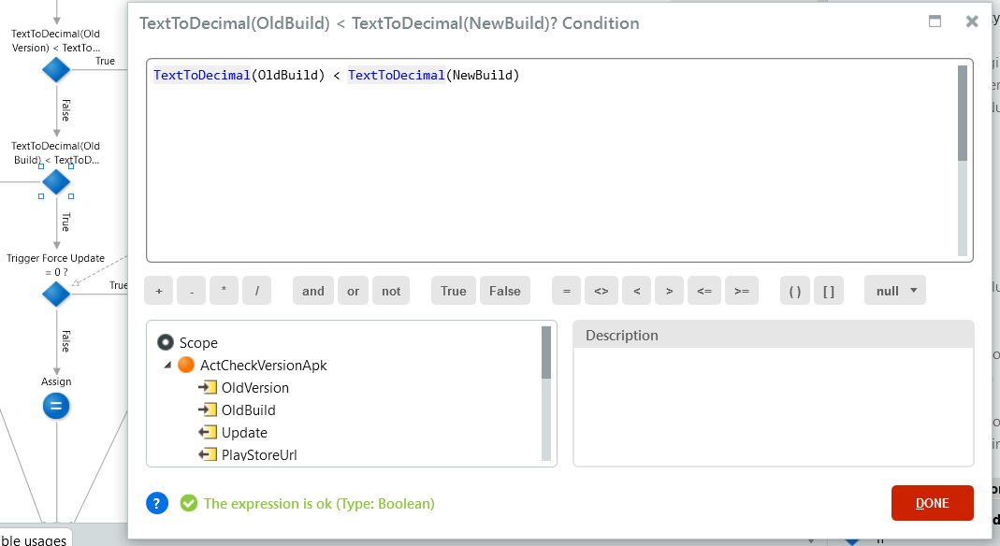 TextToDecimal(Old
Version) < TextTo...
True
False
TextToDecimal(Old
Build) < TextToD...
True
Trigger Force Update
= 0 ?
True
False
Assign
ble usages
TextToDecimal(OldBuild) < TextToDecimal(NewBuild)? Condition
TextToDecimal(OldBuild) < TextToDecimal(NewBuild)
+ - * / and or not True False = <> < > <= >= ( ) [ ] null
Scope
ActCheckVersionApk
OldVersion
OldBuild
Update
PlayStoreUrl
Description
? The expression is ok (Type: Boolean)
DONE